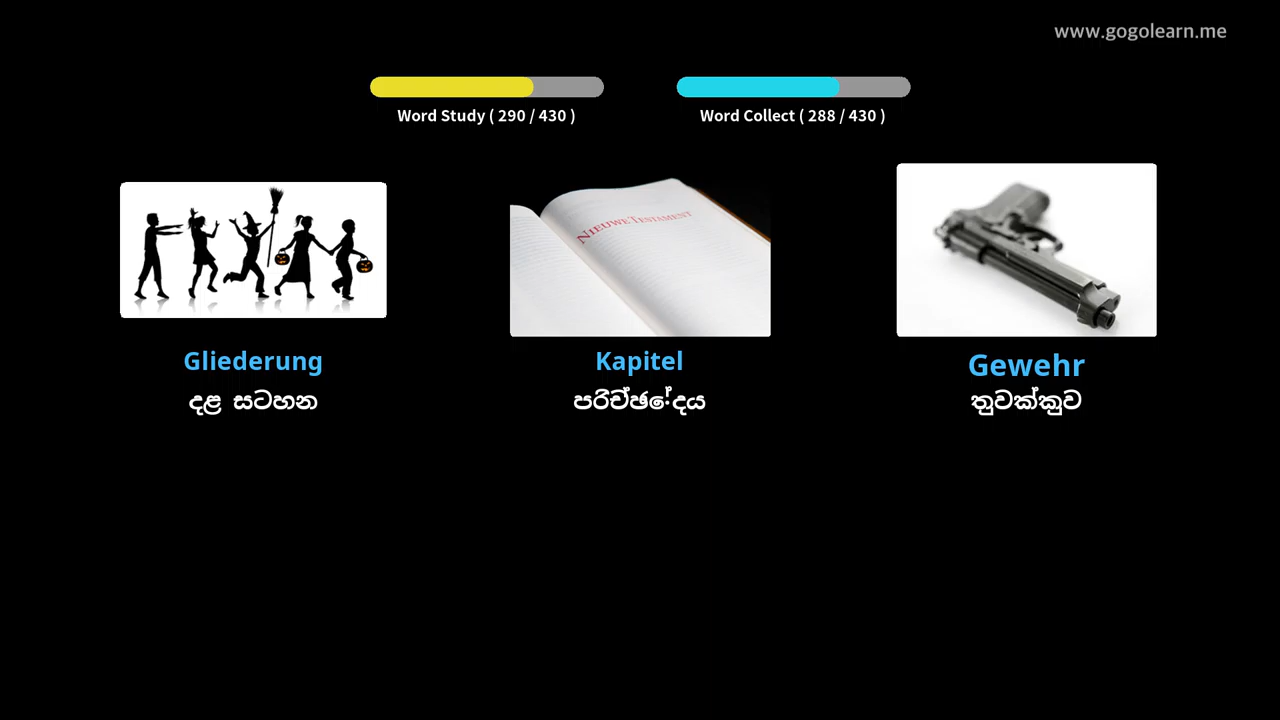 www.gogolearn.me
Word Study ( 290 / 430 )
Word Collect ( 288 / 430 )
NIEUWE TESTAMENT
Gliederung
Kapitel
Gewehr
දළ සටහන
පරිච්ඡේදය
තුවක්කුව